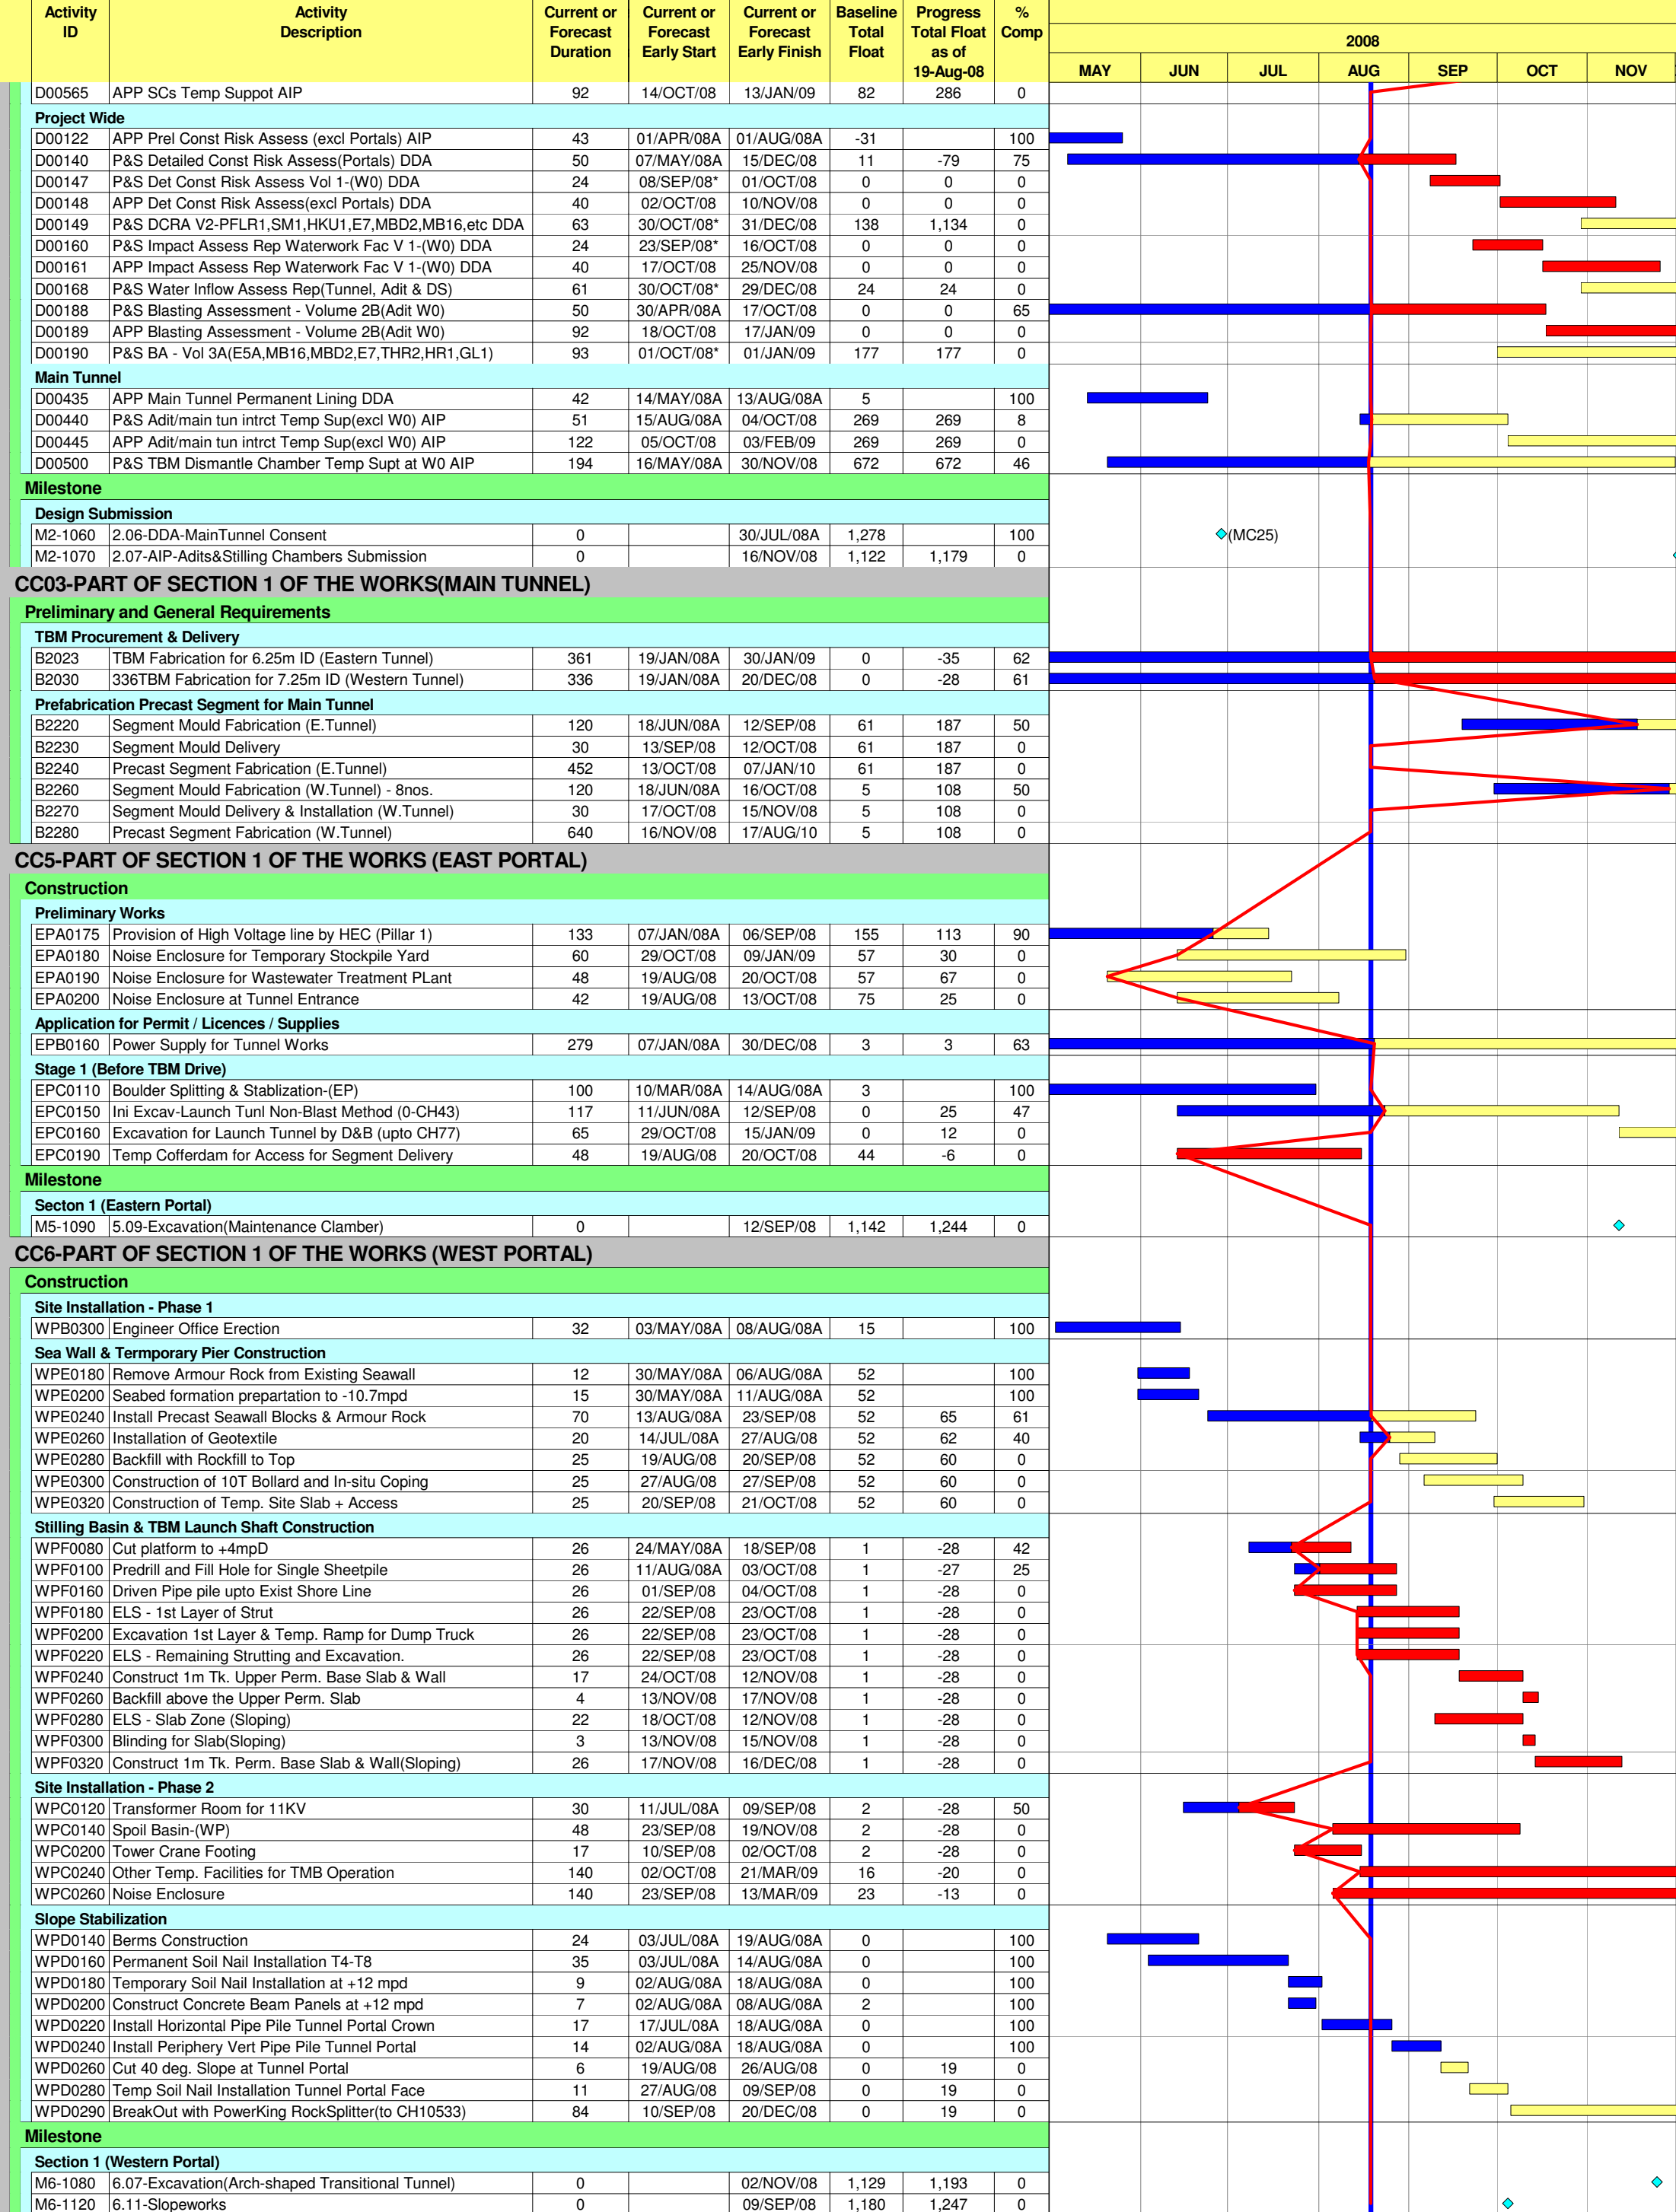 Activity ID Activity Description Current or Forecast Duration Current or Forecast Early Start Current or Forecast Early Finish Baseline Total Float Progress Total Float as of 19-Aug-08 % Comp
2008
MAY JUN JUL AUG SEP OCT NOV
D00565 APP SCs Temp Suppot AIP 92 14/OCT/08 13/JAN/09 82 286 0
Project Wide
D00122 APP Prel Const Risk Assess (excl Portals) AIP 43 01/APR/08A 01/AUG/08A -31 100
D00140 P&S Detailed Const Risk Assess(Portals) DDA 50 07/MAY/08A 15/DEC/08 11 -79 75
D00147 P&S Det Const Risk Assess Vol 1-(W0) DDA 24 08/SEP/08* 01/OCT/08 0 0 0
D00148 APP Det Const Risk Assess(excl Portals) DDA 40 02/OCT/08 10/NOV/08 0 0 0
D00149 P&S DCRA V2-PFLR1,SM1,HKU1,E7,MBD2,MB16,etc DDA 63 30/OCT/08* 31/DEC/08 138 1,134 0
D00160 P&S Impact Assess Rep Waterwork Fac V 1-(W0) DDA 24 23/SEP/08* 16/OCT/08 0 0 0
D00161 APP Impact Assess Rep Waterwork Fac V 1-(W0) DDA 40 17/OCT/08 25/NOV/08 0 0 0
D00168 P&S Water Inflow Assess Rep(Tunnel, Adit & DS) 61 30/OCT/08* 29/DEC/08 24 24 0
D00188 P&S Blasting Assessment - Volume 2B(Adit W0) 50 30/APR/08A 17/OCT/08 0 0 65
D00189 APP Blasting Assessment - Volume 2B(Adit W0) 92 18/OCT/08 17/JAN/09 0 0 0
D00190 P&S BA - Vol 3A(E5A,MB16,MBD2,E7,THR2,HR1,GL1) 93 01/OCT/08* 01/JAN/09 177 177 0
Main Tunnel
D00435 APP Main Tunnel Permanent Lining DDA 42 14/MAY/08A 13/AUG/08A 5 100
D00440 P&S Adit/main tun intrct Temp Sup(excl W0) AIP 51 15/AUG/08A 04/OCT/08 269 269 8
D00445 APP Adit/main tun intrct Temp Sup(excl W0) AIP 122 05/OCT/08 03/FEB/09 269 269 0
D00500 P&S TBM Dismantle Chamber Temp Supt at W0 AIP 194 16/MAY/08A 30/NOV/08 672 672 46
Milestone
Design Submission
M2-1060 2.06-DDA-MainTunnel Consent 0 30/JUL/08A 1,278 100 (MC25)
M2-1070 2.07-AIP-Adits&Stilling Chambers Submission 0 16/NOV/08 1,122 1,179 0
CC03-PART OF SECTION 1 OF THE WORKS(MAIN TUNNEL)
Preliminary and General Requirements
TBM Procurement & Delivery
B2023 TBM Fabrication for 6.25m ID (Eastern Tunnel) 361 19/JAN/08A 30/JAN/09 0 -35 62
B2030 336TBM Fabrication for 7.25m ID (Western Tunnel) 336 19/JAN/08A 20/DEC/08 0 -28 61
Prefabrication Precast Segment for Main Tunnel
B2220 Segment Mould Fabrication (E.Tunnel) 120 18/JUN/08A 12/SEP/08 61 187 50
B2230 Segment Mould Delivery 30 13/SEP/08 12/OCT/08 61 187 0
B2240 Precast Segment Fabrication (E.Tunnel) 452 13/OCT/08 07/JAN/10 61 187 0
B2260 Segment Mould Fabrication (W.Tunnel) - 8nos. 120 18/JUN/08A 16/OCT/08 5 108 50
B2270 Segment Mould Delivery & Installation (W.Tunnel) 30 17/OCT/08 15/NOV/08 5 108 0
B2280 Precast Segment Fabrication (W.Tunnel) 640 16/NOV/08 17/AUG/10 5 108 0
CC5-PART OF SECTION 1 OF THE WORKS (EAST PORTAL)
Construction
Preliminary Works
EPA0175 Provision of High Voltage line by HEC (Pillar 1) 133 07/JAN/08A 06/SEP/08 155 113 90
EPA0180 Noise Enclosure for Temporary Stockpile Yard 60 29/OCT/08 09/JAN/09 57 30 0
EPA0190 Noise Enclosure for Wastewater Treatment PLant 48 19/AUG/08 20/OCT/08 57 67 0
EPA0200 Noise Enclosure at Tunnel Entrance 42 19/AUG/08 13/OCT/08 75 25 0
Application for Permit / Licences / Supplies
EPB0160 Power Supply for Tunnel Works 279 07/JAN/08A 30/DEC/08 3 3 63
Stage 1 (Before TBM Drive)
EPC0110 Boulder Splitting & Stablization-(EP) 100 10/MAR/08A 14/AUG/08A 3 100
EPC0150 Ini Excav-Launch Tunl Non-Blast Method (0-CH43) 117 11/JUN/08A 12/SEP/08 0 25 47
EPC0160 Excavation for Launch Tunnel by D&B (upto CH77) 65 29/OCT/08 15/JAN/09 0 12 0
EPC0190 Temp Cofferdam for Access for Segment Delivery 48 19/AUG/08 20/OCT/08 44 -6 0
Milestone
Secton 1 (Eastern Portal)
M5-1090 5.09-Excavation(Maintenance Clamber) 0 12/SEP/08 1,142 1,244 0
CC6-PART OF SECTION 1 OF THE WORKS (WEST PORTAL)
Construction
Site Installation - Phase 1
WPB0300 Engineer Office Erection 32 03/MAY/08A 08/AUG/08A 15 100
Sea Wall & Termporary Pier Construction
WPE0180 Remove Armour Rock from Existing Seawall 12 30/MAY/08A 06/AUG/08A 52 100
WPE0200 Seabed formation prepartation to -10.7mpd 15 30/MAY/08A 11/AUG/08A 52 100
WPE0240 Install Precast Seawall Blocks & Armour Rock 70 13/AUG/08A 23/SEP/08 52 65 61
WPE0260 Installation of Geotextile 20 14/JUL/08A 27/AUG/08 52 62 40
WPE0280 Backfill with Rockfill to Top 25 19/AUG/08 20/SEP/08 52 60 0
WPE0300 Construction of 10T Bollard and In-situ Coping 25 27/AUG/08 27/SEP/08 52 60 0
WPE0320 Construction of Temp. Site Slab + Access 25 20/SEP/08 21/OCT/08 52 60 0
Stilling Basin & TBM Launch Shaft Construction
WPF0080 Cut platform to +4mpD 26 24/MAY/08A 18/SEP/08 1 -28 42
WPF0100 Predrill and Fill Hole for Single Sheetpile 26 11/AUG/08A 03/OCT/08 1 -27 25
WPF0160 Driven Pipe pile upto Exist Shore Line 26 01/SEP/08 04/OCT/08 1 -28 0
WPF0180 ELS - 1st Layer of Strut 26 22/SEP/08 23/OCT/08 1 -28 0
WPF0200 Excavation 1st Layer & Temp. Ramp for Dump Truck 26 22/SEP/08 23/OCT/08 1 -28 0
WPF0220 ELS - Remaining Strutting and Excavation. 26 22/SEP/08 23/OCT/08 1 -28 0
WPF0240 Construct 1m Tk. Upper Perm. Base Slab & Wall 17 24/OCT/08 12/NOV/08 1 -28 0
WPF0260 Backfill above the Upper Perm. Slab 4 13/NOV/08 17/NOV/08 1 -28 0
WPF0280 ELS - Slab Zone (Sloping) 22 18/OCT/08 12/NOV/08 1 -28 0
WPF0300 Blinding for Slab(Sloping) 3 13/NOV/08 15/NOV/08 1 -28 0
WPF0320 Construct 1m Tk. Perm. Base Slab & Wall(Sloping) 26 17/NOV/08 16/DEC/08 1 -28 0
Site Installation - Phase 2
WPC0120 Transformer Room for 11KV 30 11/JUL/08A 09/SEP/08 2 -28 50
WPC0140 Spoil Basin-(WP) 48 23/SEP/08 19/NOV/08 2 -28 0
WPC0200 Tower Crane Footing 17 10/SEP/08 02/OCT/08 2 -28 0
WPC0240 Other Temp. Facilities for TMB Operation 140 02/OCT/08 21/MAR/09 16 -20 0
WPC0260 Noise Enclosure 140 23/SEP/08 13/MAR/09 23 -13 0
Slope Stabilization
WPD0140 Berms Construction 24 03/JUL/08A 19/AUG/08A 0 100
WPD0160 Permanent Soil Nail Installation T4-T8 35 03/JUL/08A 14/AUG/08A 0 100
WPD0180 Temporary Soil Nail Installation at +12 mpd 9 02/AUG/08A 18/AUG/08A 0 100
WPD0200 Construct Concrete Beam Panels at +12 mpd 7 02/AUG/08A 08/AUG/08A 2 100
WPD0220 Install Horizontal Pipe Pile Tunnel Portal Crown 17 17/JUL/08A 18/AUG/08A 0 100
WPD0240 Install Periphery Vert Pipe Pile Tunnel Portal 14 02/AUG/08A 18/AUG/08A 0 100
WPD0260 Cut 40 deg. Slope at Tunnel Portal 6 19/AUG/08 26/AUG/08 0 19 0
WPD0280 Temp Soil Nail Installation Tunnel Portal Face 11 27/AUG/08 09/SEP/08 0 19 0
WPD0290 BreakOut with PowerKing RockSplitter(to CH10533) 84 10/SEP/08 20/DEC/08 0 19 0
Milestone
Section 1 (Western Portal)
M6-1080 6.07-Excavation(Arch-shaped Transitional Tunnel) 0 02/NOV/08 1,129 1,193 0
M6-1120 6.11-Slopeworks 0 09/SEP/08 1,180 1,247 0